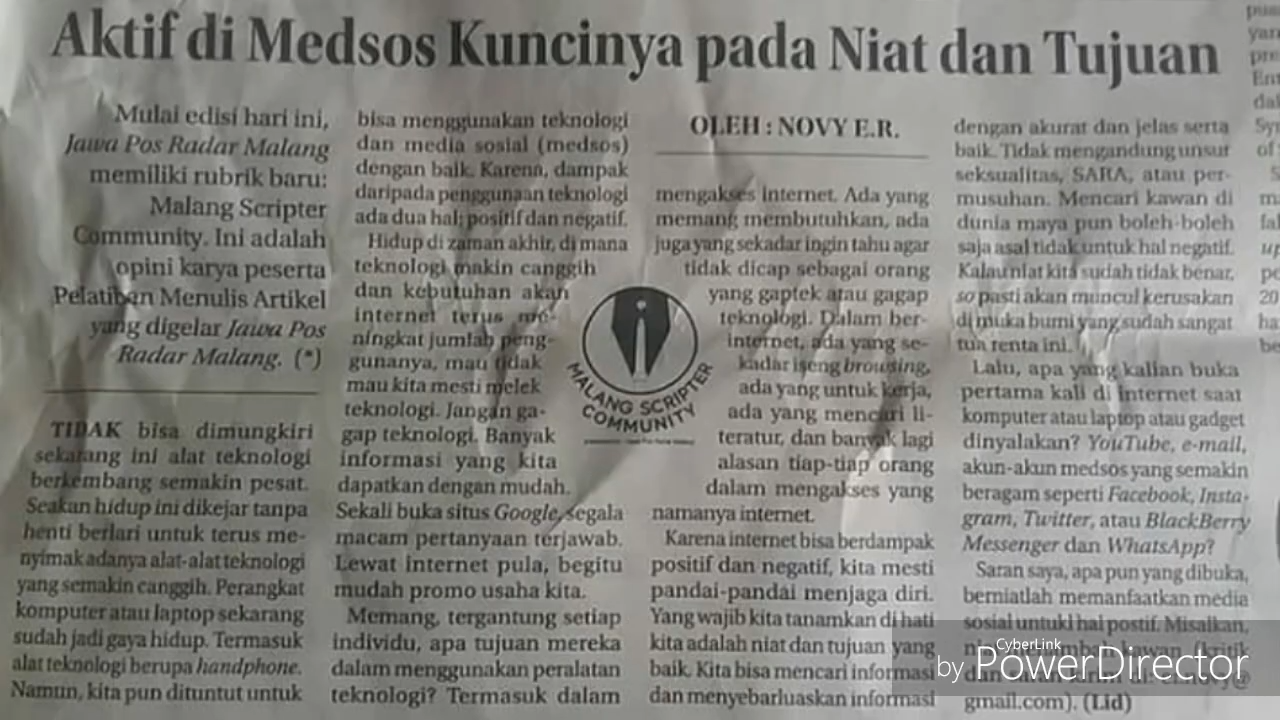 Aktif di Medsos Kuncinya pada Niat dan Tujuan
Mulai edisi hari ini,
Jawa Pos Radar Malang
memiliki rubrik baru:
Malang Scripter
Community. Ini adalah
opini karya peserta
Pelatihan Menulis Artikel
yang digelar Jawa Pos
Radar Malang. (*)
TIDAK bisa dimungkiri
sekarang ini alat teknologi
berkembang semakin pesat.
Seakan hidup ini dikejar tanpa
henti berlari untuk terus me-
nyimak adanya alat-alat teknologi
yang semakin canggih. Perangkat
komputer atau laptop sekarang
sudah jadi gaya hidup. Termasuk
alat teknologi berupa handphone.
Namun, kita pun dituntut untuk
bisa menggunakan teknologi
dan media sosial (medsos)
dengan baik. Karena, dampak
daripada penggunaan teknologi
ada dua hal; positif dan negatif.
Hidup di zaman akhir, di mana
teknologi makin canggih
dan kebutuhan akan
internet terus me-
ningkat jumlah peng-
gunanya, mau tidak
mau kita mesti melek
teknologi. Jangan ga-
gap teknologi. Banyak
informasi yang kita
dapatkan dengan mudah.
Sekali buka situs Google, segala
macam pertanyaan terjawab.
Lewat internet pula, begitu
mudah promo usaha kita.
Memang, tergantung setiap
individu, apa tujuan mereka
dalam menggunakan peralatan
teknologi? Termasuk dalam
MALANG SCRIPTER
COMMUNITY
OLEH : NOVY E.R.
mengakses internet. Ada yang
memang membutuhkan, ada
juga yang sekadar ingin tahu agar
tidak dicap sebagai orang
yang gaptek atau gagap
teknologi. Dalam ber-
internet, ada yang se-
kadar iseng browsing,
ada yang untuk kerja,
ada yang mencari li-
teratur, dan banyak lagi
alasan tiap-tiap orang
dalam mengakses yang
namanya internet.
Karena internet bisa berdampak
positif dan negatif, kita mesti
pandai-pandai menjaga diri.
Yang wajib kita tanamkan di hati
kita adalah niat dan tujuan yang
baik. Kita bisa mencari informasi
dan menyebarluaskan informasi
dengan akurat dan jelas serta
baik. Tidak mengandung unsur
seksualitas, SARA, atau per-
musuhan. Mencari kawan di
dunia maya pun boleh-boleh
saja asal tidak untuk hal negatif.
Kalau niat kita sudah tidak benar,
so pasti akan muncul kerusakan
di muka bumi yang sudah sangat
tua renta ini.
Lalu, apa yang kalian buka
pertama kali di internet saat
komputer atau laptop atau gadget
dinyalakan? YouTube, e-mail,
akun-akun medsos yang semakin
beragam seperti Facebook, Insta-
gram, Twitter, atau BlackBerry
Messenger dan WhatsApp?
Saran saya, apa pun yang dibuka,
berniatlah memanfaatkan media
sosial untukl hal postif. Misalkan,
gmail.com). (Lid)
by CyberLink
PowerDirector